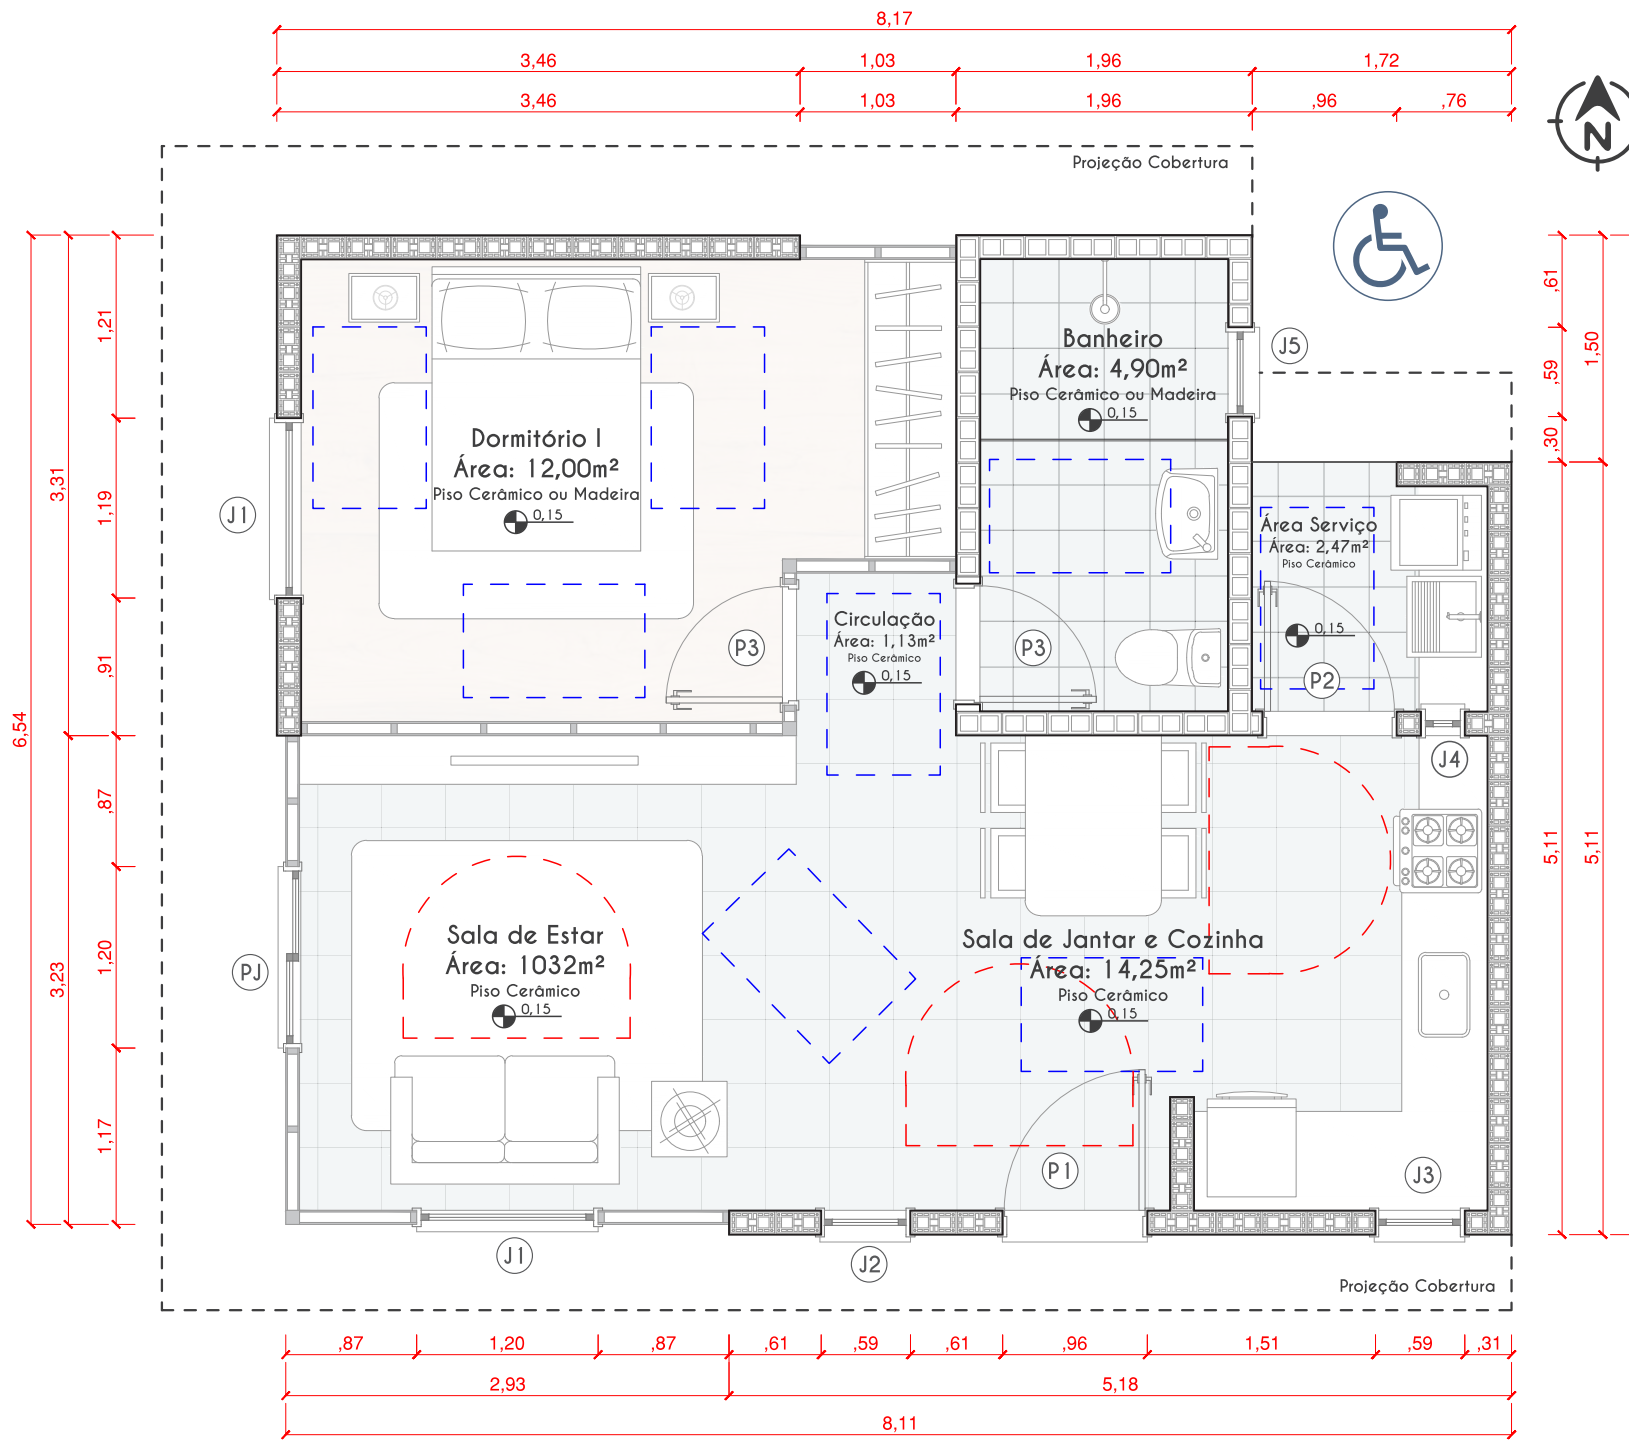 8,17
3,46
1,03
1,96
1,72
3,46
1,03
1,96
,96
,76
N
Projeção Cobertura
Banheiro
Área: 4,90m²
Piso Cerâmico ou Madeira
0,15
J5
Dormitório I
Área: 12,00m²
Piso Cerâmico ou Madeira
0,15
J1
Área Serviço
Área: 2,47m²
Piso Cerâmico
0,15
P2
Circulação
Área: 1,13m²
Piso Cerâmico
0,15
P3
P3
J4
Sala de Estar
Área: 1032m²
Piso Cerâmico
0,15
PJ
Sala de Jantar e Cozinha
Área: 14,25m²
Piso Cerâmico
0,15
P1
J3
J1
J2
Projeção Cobertura
6,54
3,31
3,23
1,21
1,19
,91
,87
1,20
1,17
,61
,59
,30
5,11
1,50
5,11
,87
1,20
,87
,61
,59
,61
,96
1,51
,59
,31
2,93
5,18
8,11